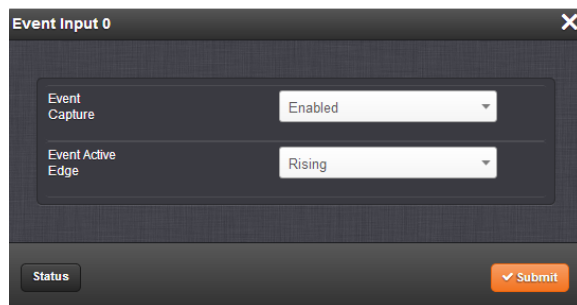 Event Input 0
Event
Capture
Enabled
Event Active
Edge
Rising
Status
Submit